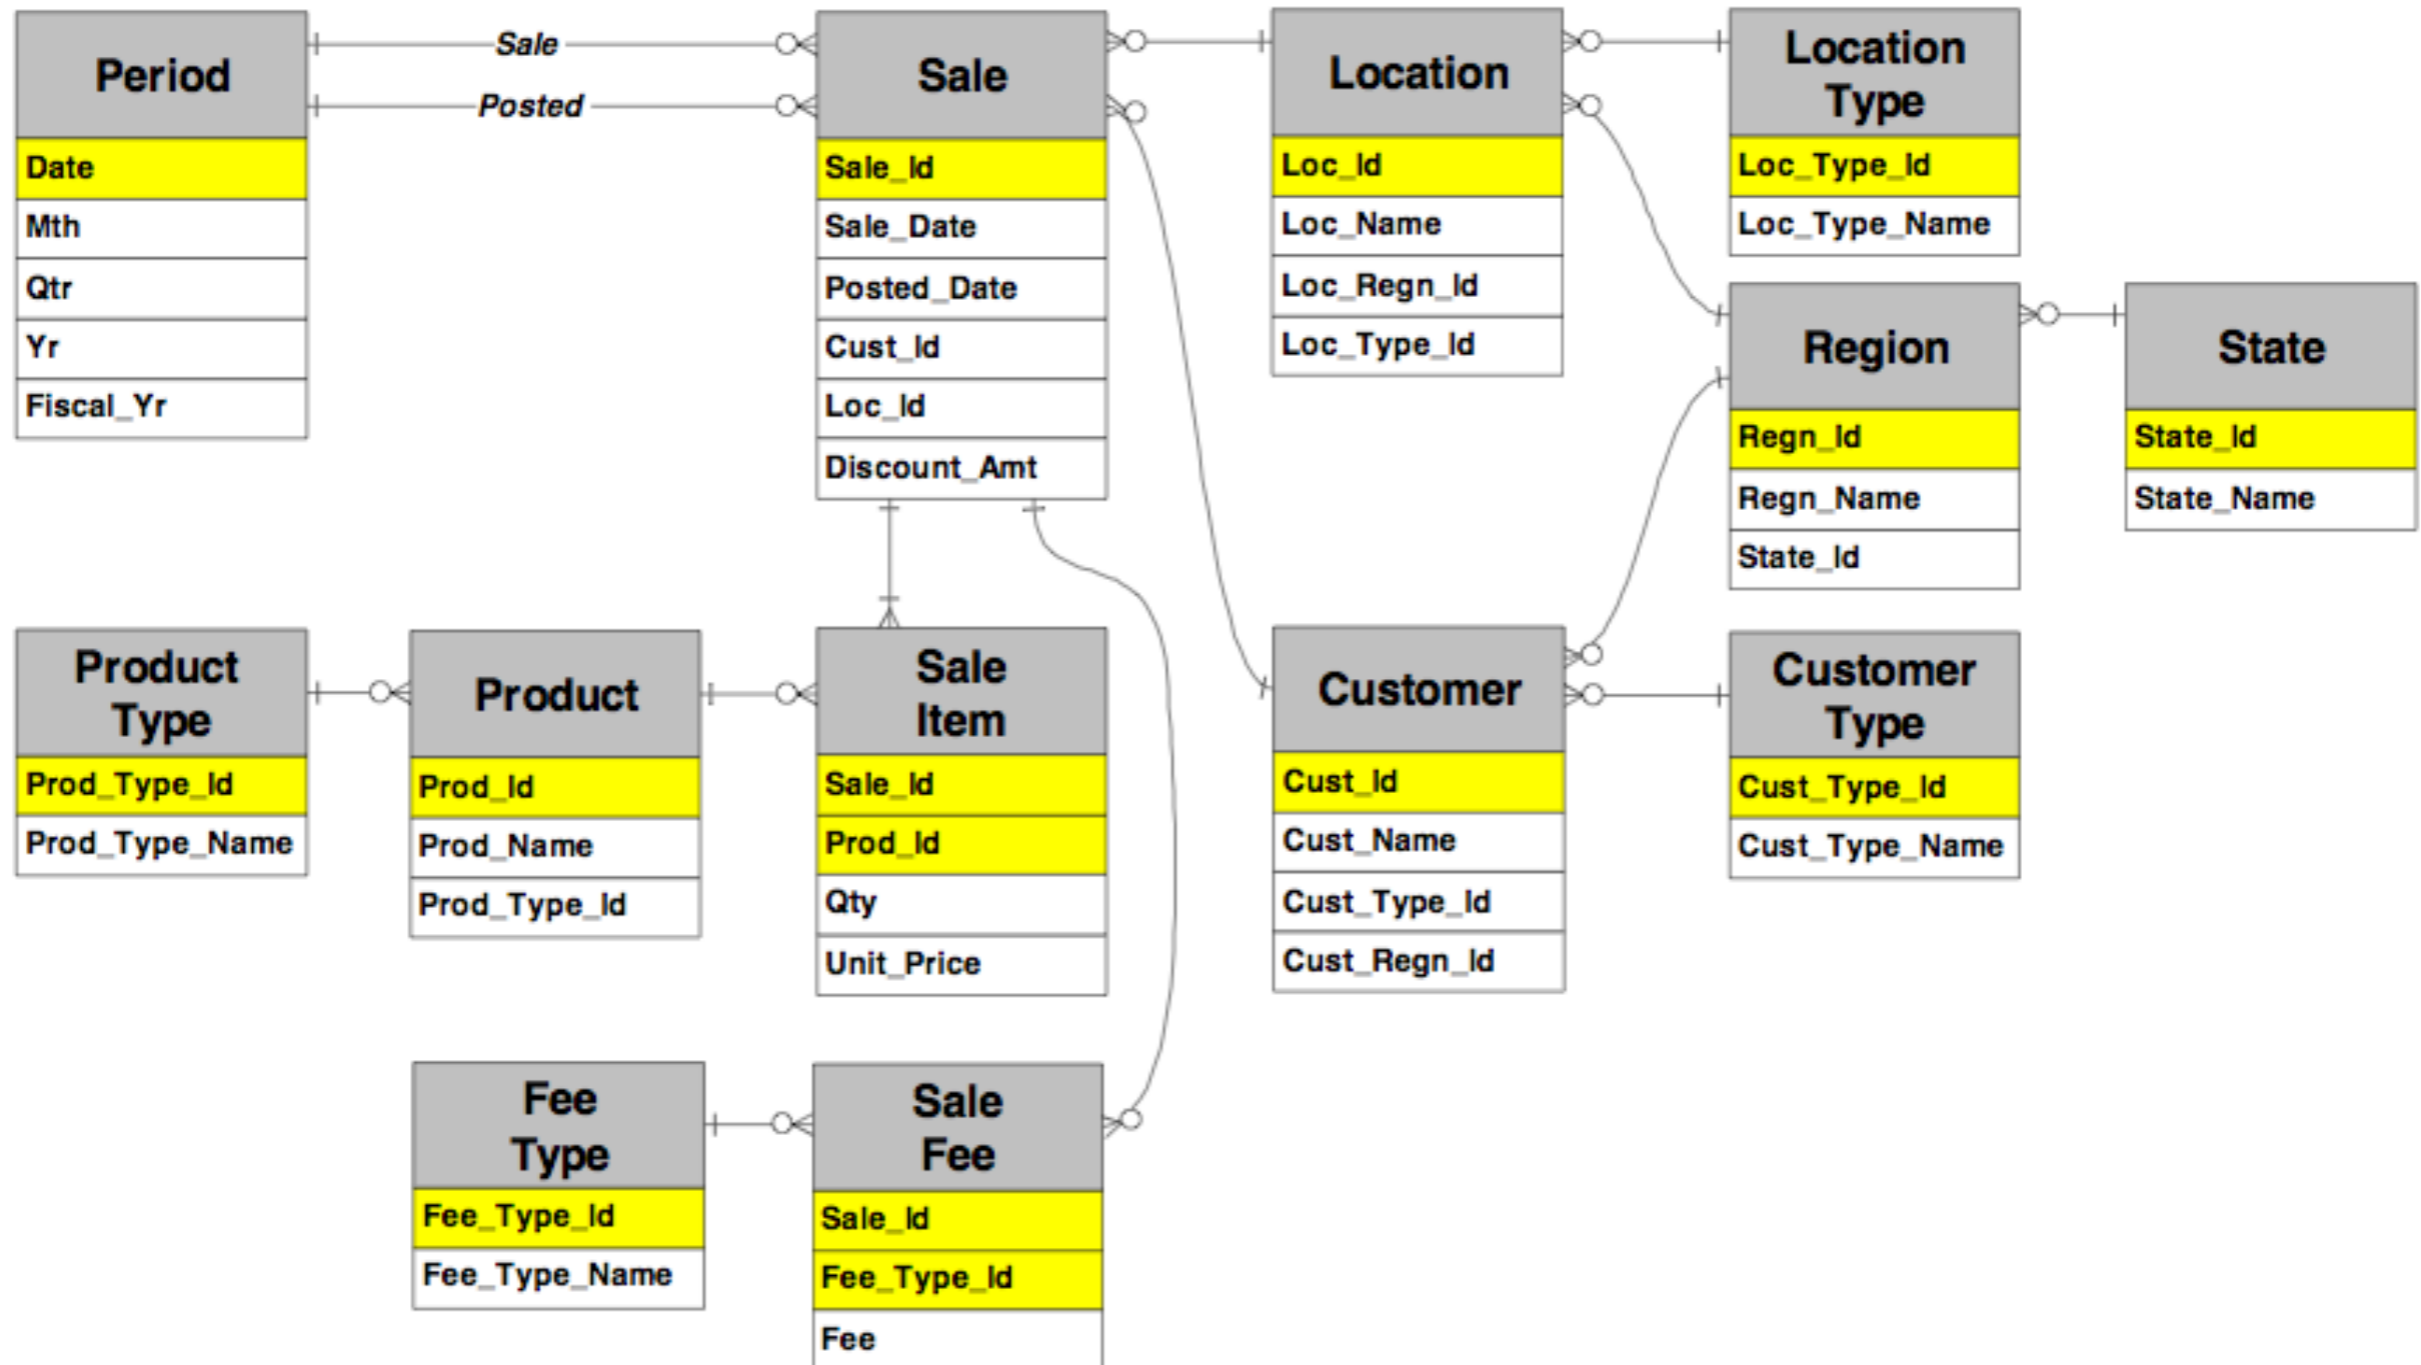 Period
Date
Mth
Qtr
Yr
Fiscal_Yr
Sale
Posted
Sale
Sale_Id
Sale_Date
Posted_Date
Cust_Id
Loc_Id
Discount_Amt
Location
Loc_Id
Loc_Name
Loc_Regn_Id
Loc_Type_Id
Location
Type
Loc_Type_Id
Loc_Type_Name
Region
Regn_Id
Regn_Name
State_Id
State
State_Id
State_Name
Product
Type
Prod_Type_Id
Prod_Type_Name
Product
Prod_Id
Prod_Name
Prod_Type_Id
Sale
Item
Sale_Id
Prod_Id
Qty
Unit_Price
Customer
Cust_Id
Cust_Name
Cust_Type_Id
Cust_Regn_Id
Customer
Type
Cust_Type_Id
Cust_Type_Name
Fee
Type
Fee_Type_Id
Fee_Type_Name
Sale
Fee
Sale_Id
Fee_Type_Id
Fee